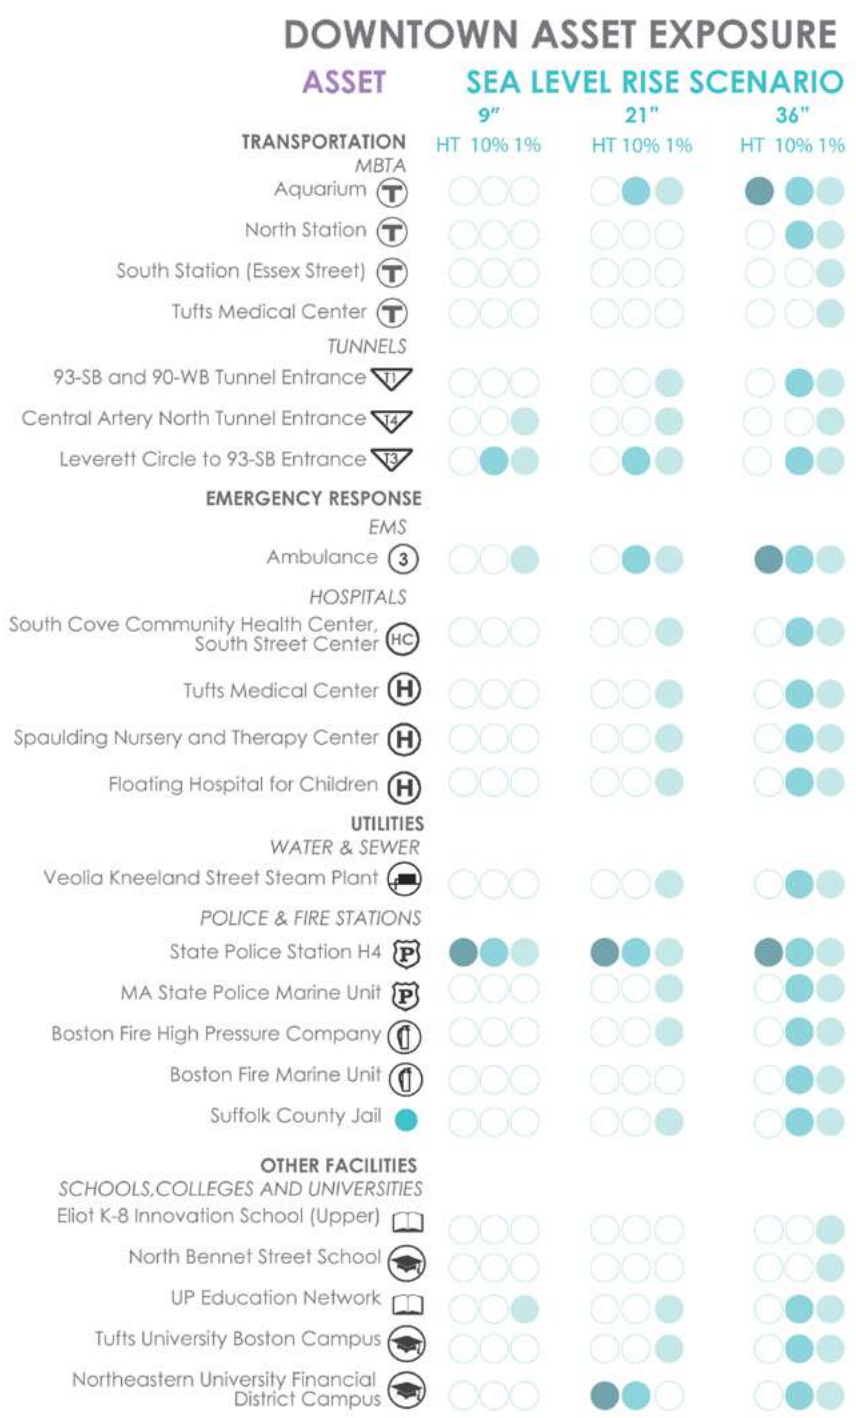 DOWNTOWN ASSET EXPOSURE
ASSET SEA LEVEL RISE SCENARIO
9” 21” 36”
TRANSPORTATION HT 10% 1% HT 10% 1% HT 10% 1%
MBTA
Aquarium T
North Station T
South Station (Essex Street) T
Tufts Medical Center T
TUNNELS
93-SB and 90-WB Tunnel Entrance T1
Central Artery North Tunnel Entrance T4
Leverett Circle to 93-SB Entrance T3
EMERGENCY RESPONSE
EMS
Ambulance 3
HOSPITALS
South Cove Community Health Center,
South Street Center HC
Tufts Medical Center H
Spaulding Nursery and Therapy Center H
Floating Hospital for Children H
UTILITIES
WATER & SEWER
Veolia Kneeland Street Steam Plant
POLICE & FIRE STATIONS
State Police Station H4 P
MA State Police Marine Unit P
Boston Fire High Pressure Company
Boston Fire Marine Unit
Suffolk County Jail
OTHER FACILITIES
SCHOOLS,COLLEGES AND UNIVERSITIES
Eliot K-8 Innovation School (Upper)
North Bennet Street School
UP Education Network
Tufts University Boston Campus
Northeastern University Financial
District Campus